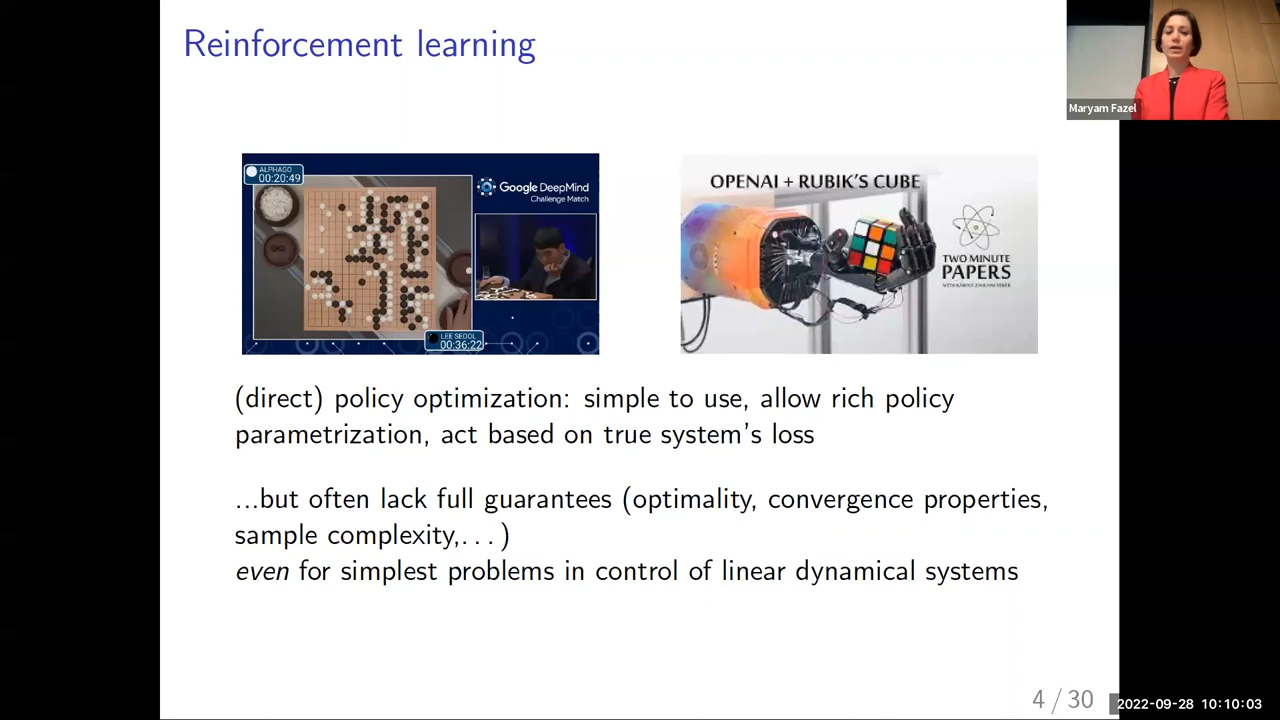 Reinforcement learning
Maryam Fazel
ALPHAGO
00:20:49
Google DeepMind
Challenge Match
LEE SEDOL
00:36:22
OPENAI + RUBIK'S CUBE
TWO MINUTE
PAPERS
(direct) policy optimization: simple to use, allow rich policy
parametrization, act based on true system's loss
...but often lack full guarantees (optimality, convergence properties,
sample complexity,. . . )
even for simplest problems in control of linear dynamical systems
4 / 30
2022-09-28 10:10:03